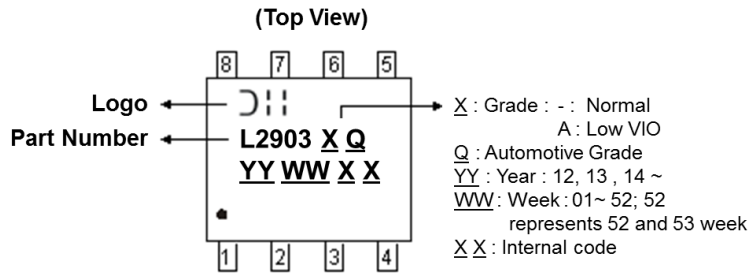 (Top View)
8 7 6 5
Logo
Part Number
L2903 X Q
YY WW X X
1 2 3 4
X : Grade : - : Normal
A : Low VIO
Q : Automotive Grade
YY : Year : 12, 13 , 14 ~
WW : Week : 01~ 52; 52
represents 52 and 53 week
X X : Internal code